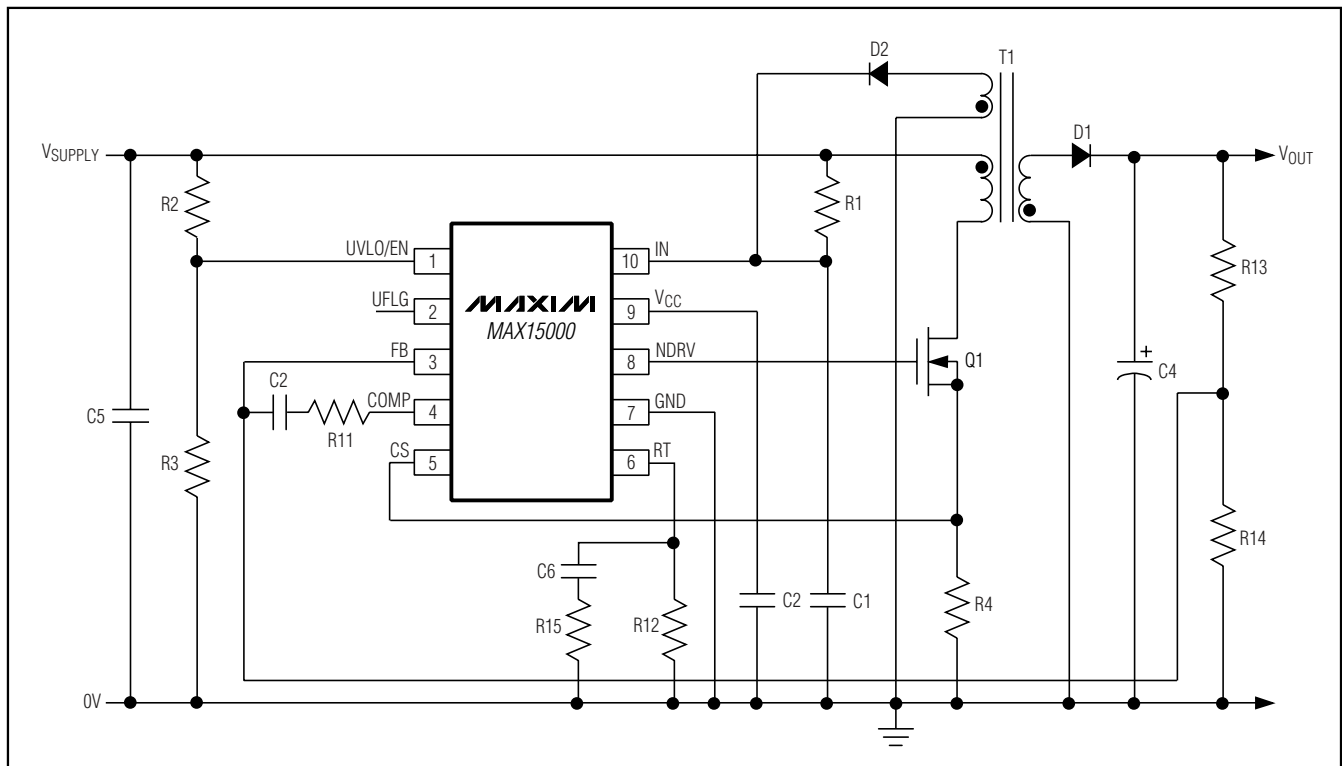 D2
T1
VSUPPLY
D1
VOUT
R2
R1
UVLO/EN
1
10
IN
R13
UFLG
2
MAXIM
MAX15000
9
VCC
FB
3
8
NDRV
Q1
C4
+
C2
COMP
4
7
GND
C5
R11
R3
CS
5
6
RT
R14
C6
R15
R12
C2
C1
R4
0V